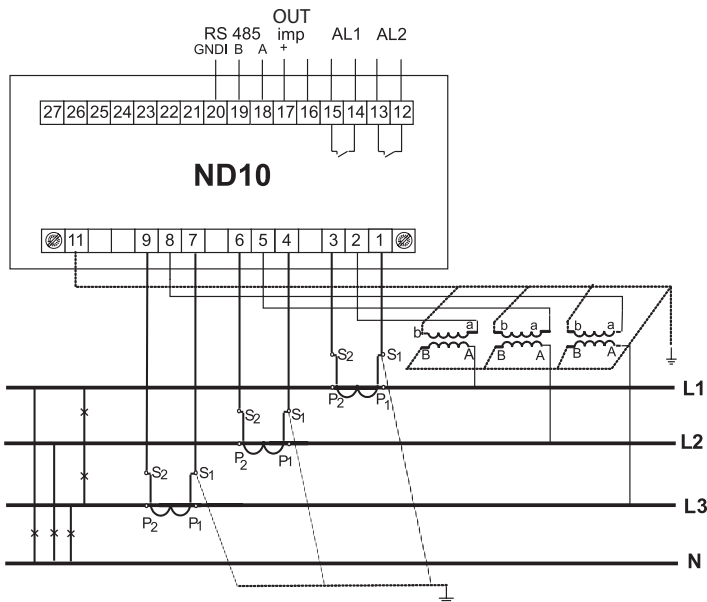 OUT
RS 485 imp AL1 AL2
GNDI B A +
27 26 25 24 23 22 21 20 19 18 17 16 15 14 13 12
ND10
11 9 8 7 6 5 4 3 2 1
b a b a b a
B A B A B A
S2 S1
P2 P1
L1
S2 S1
P2 P1
L2
S2 S1
P2 P1
L3
N